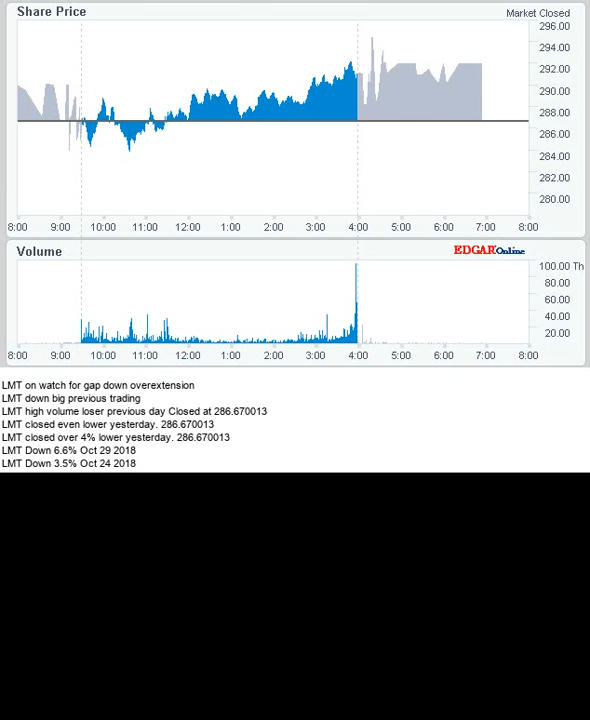 Share Price
Market Closed
296.00
294.00
292.00
290.00
288.00
286.00
284.00
282.00
280.00
8:00 9:00 10:00 11:00 12:00 1:00 2:00 3:00 4:00 5:00 6:00 7:00 8:00
Volume
EDGAROnline
100.00 Th
80.00
60.00
40.00
20.00
8:00 9:00 10:00 11:00 12:00 1:00 2:00 3:00 4:00 5:00 6:00 7:00 8:00
LMT on watch for gap down overextension
LMT down big previous trading
LMT high volume loser previous day Closed at 286.670013
LMT closed even lower yesterday. 286.670013
LMT closed over 4% lower yesterday. 286.670013
LMT Down 6.6% Oct 29 2018
LMT Down 3.5% Oct 24 2018